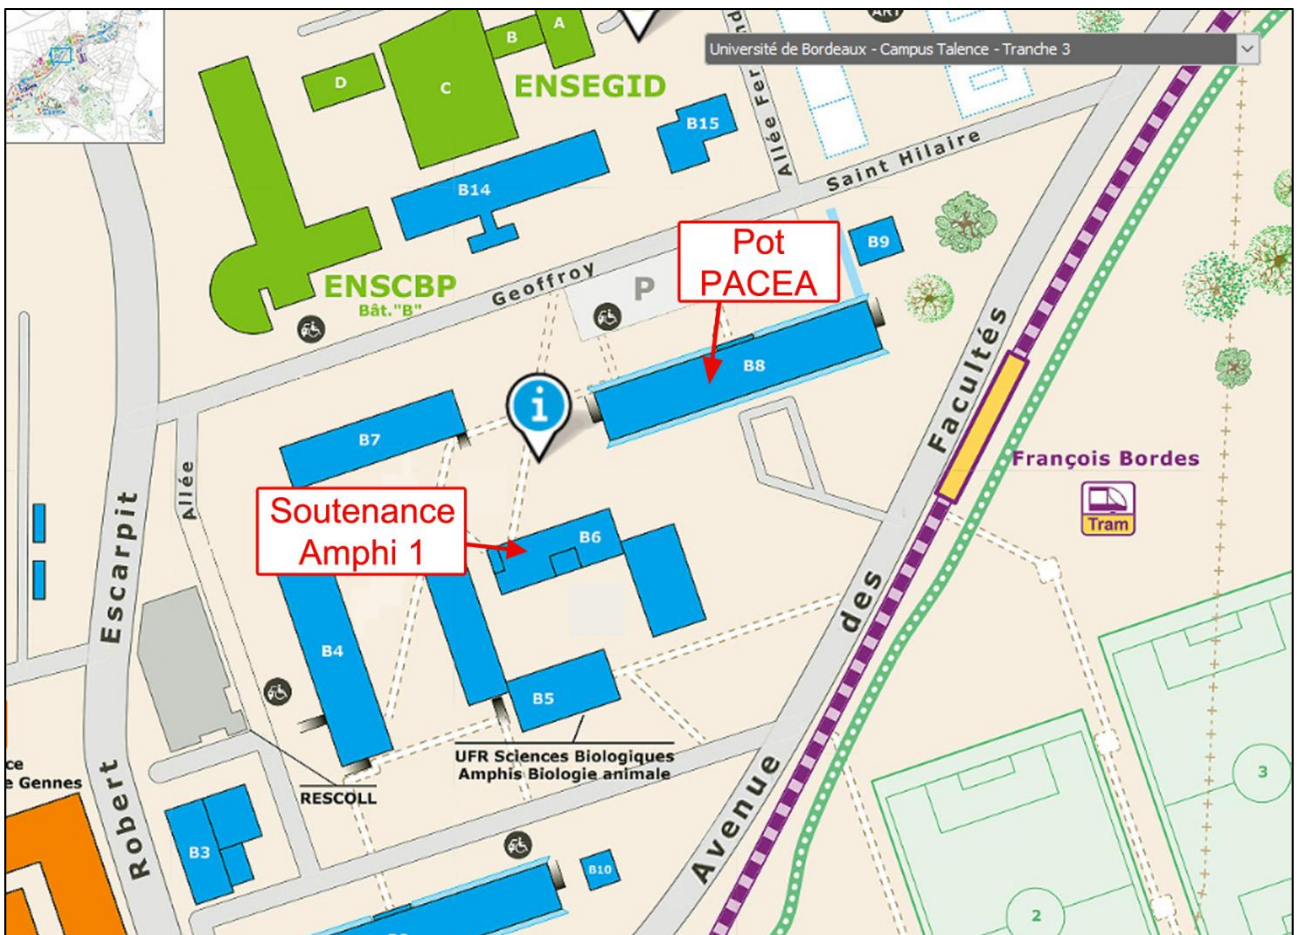 A
B
C
D
ENSEGID
ART
Université de Bordeaux - Campus Talence - Tranche 3
B15
B14
Saint Hilaire
Geoffroy
ENSCBP
Bât."B"
P
Pot
PACEA
B9
B8
B7
i
Allée
Soutenance
Amphi 1
B6
François Bordes
Tram
B4
B5
UFR Sciences Biologiques
Amphis Biologie animale
RESCOLL
Robert Escarpit
Avenue des Facultés
ce
e Gennes
B3
B10
3
2